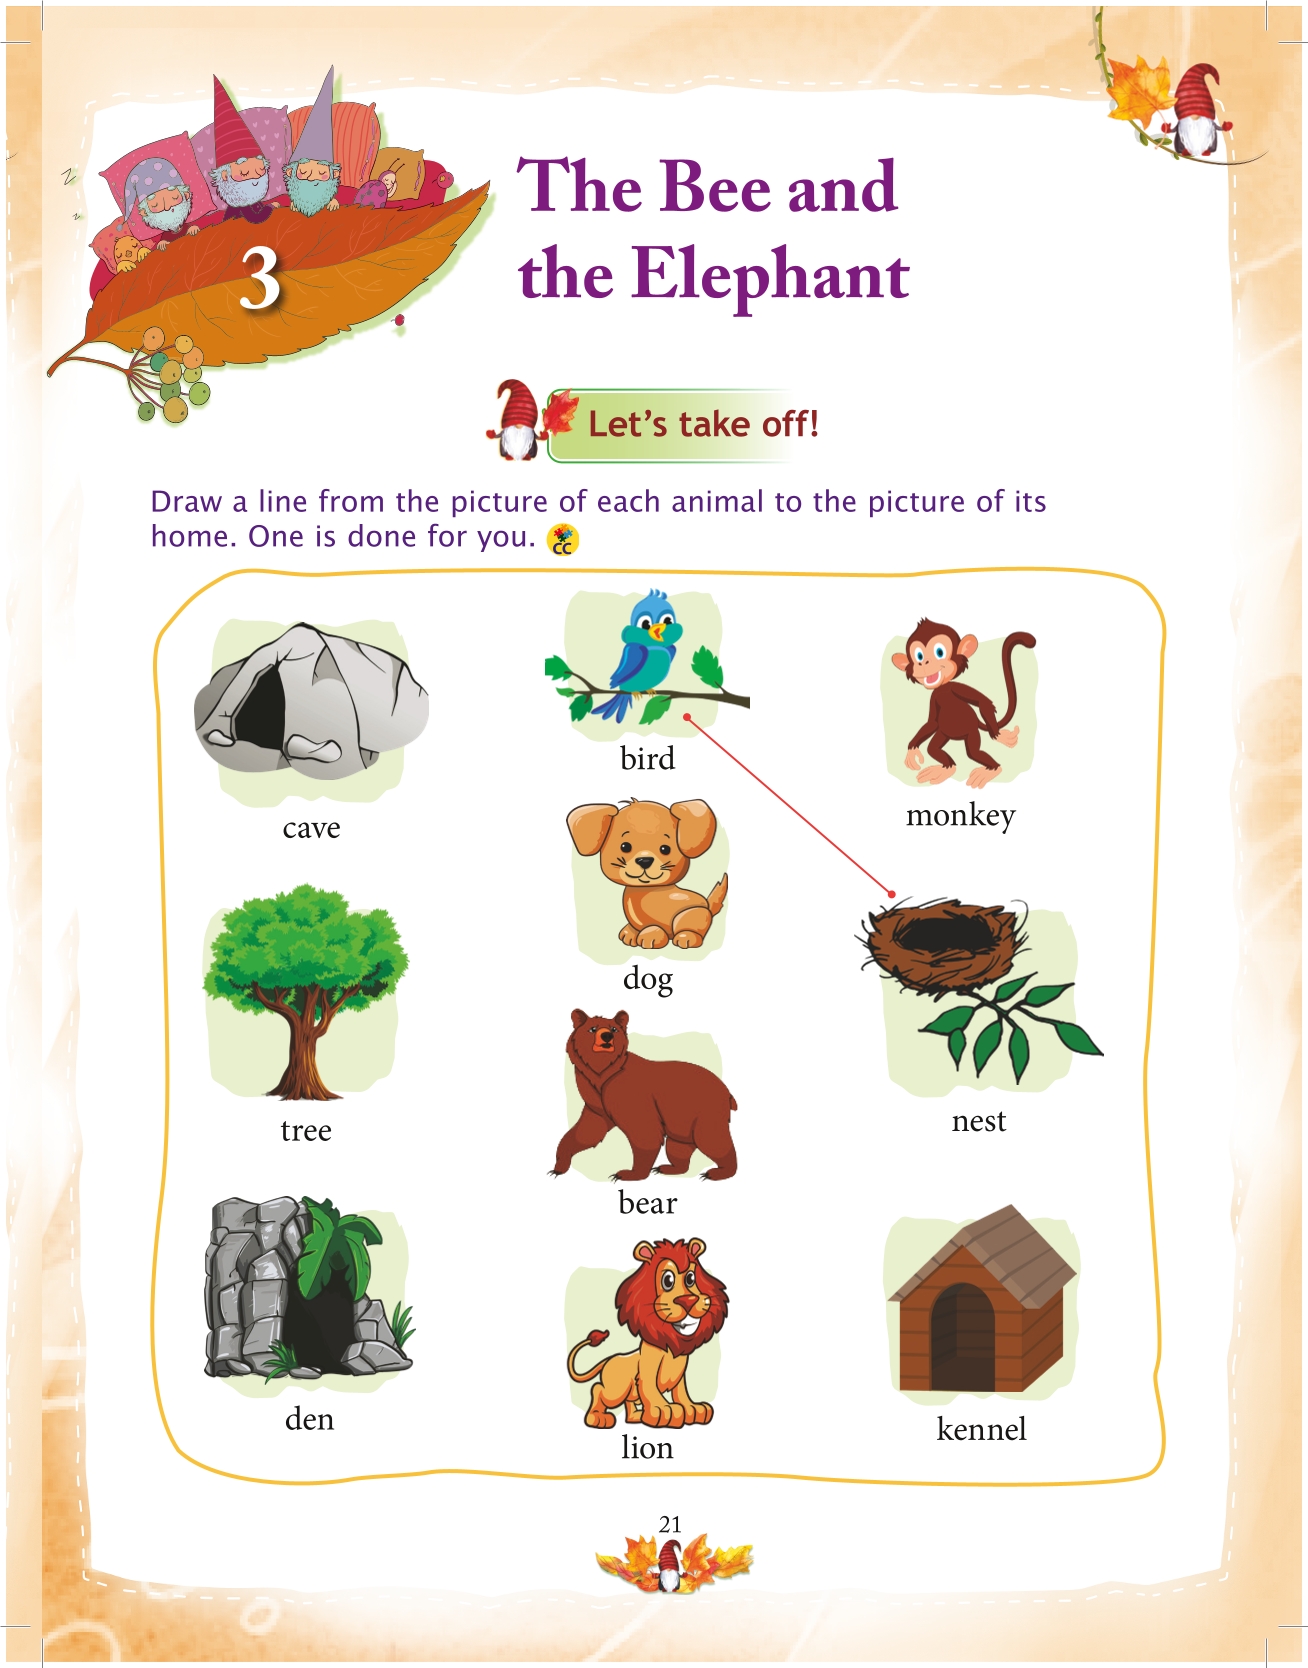 3
The Bee and
the Elephant
Let's take off!
Draw a line from the picture of each animal to the picture of its
home. One is done for you.
CC
bird
monkey
cave
dog
nest
tree
bear
den
kennel
lion
21